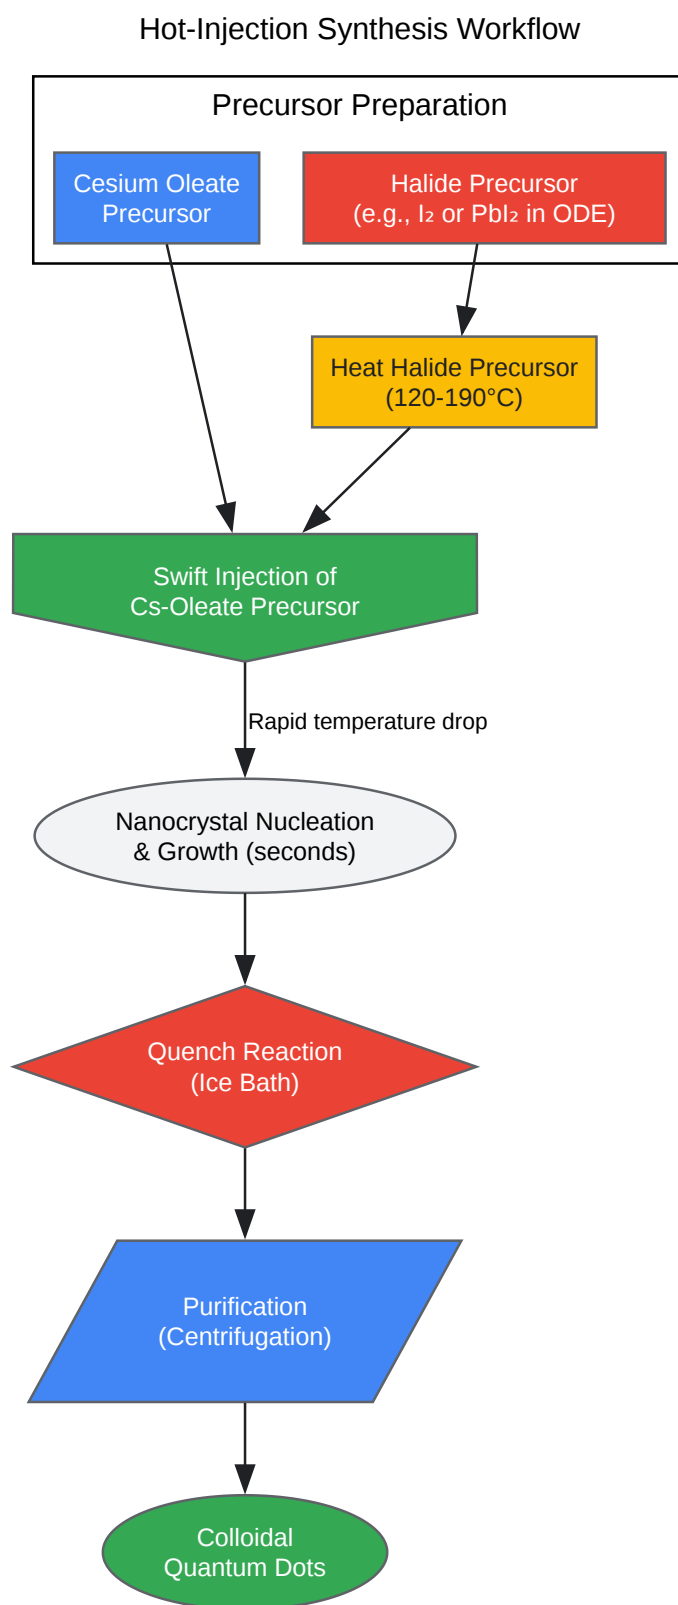 Hot-Injection Synthesis Workflow
Precursor Preparation
Cesium Oleate
Precursor
Halide Precursor
(e.g., I₂ or PbI₂ in ODE)
Heat Halide Precursor
(120-190°C)
Swift Injection of
Cs-Oleate Precursor
Rapid temperature drop
Nanocrystal Nucleation
& Growth (seconds)
Quench Reaction
(Ice Bath)
Purification
(Centrifugation)
Colloidal
Quantum Dots